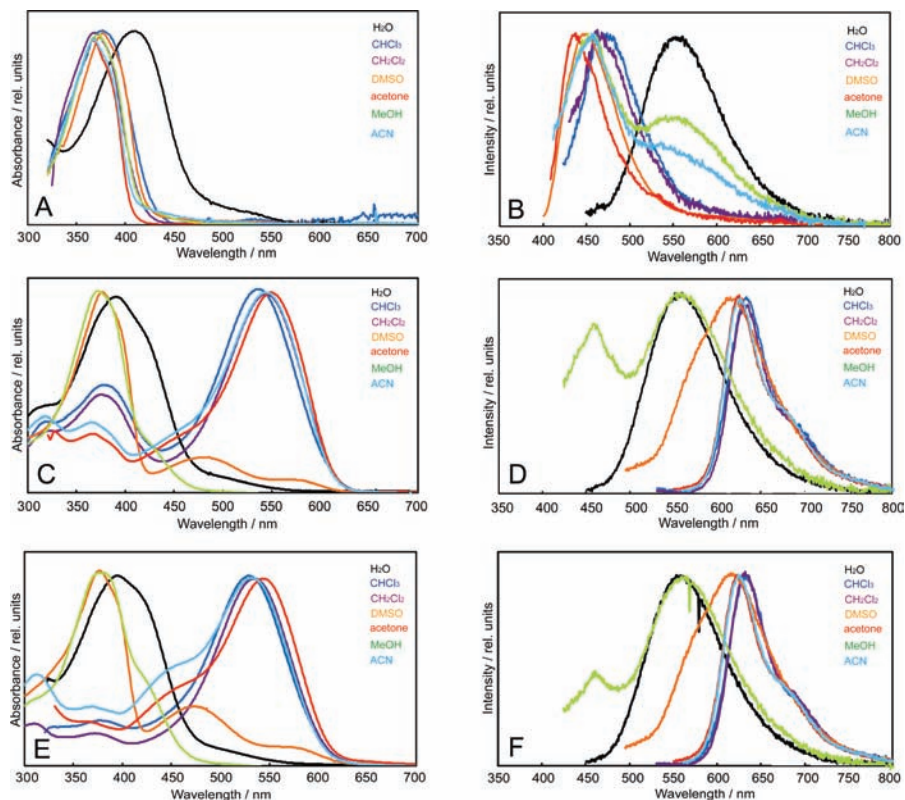 Absorbance / rel. units
H2O
CHCl3
CH2Cl2
DMSO
acetone
MeOH
ACN
A
300 350 400 450 500 550 600 650 700
Wavelength / nm
Intensity / rel. units
H2O
CHCl3
CH2Cl2
DMSO
acetone
MeOH
ACN
B
350 400 450 500 550 600 650 700 750 800
Wavelength / nm
Absorbance / rel. units
H2O
CHCl3
CH2Cl2
DMSO
acetone
MeOH
ACN
C
300 350 400 450 500 550 600 650 700
Wavelength / nm
Intensity / rel. units
H2O
CHCl3
CH2Cl2
DMSO
acetone
MeOH
ACN
D
350 400 450 500 550 600 650 700 750 800
Wavelength / nm
Absorbance / rel. units
H2O
CHCl3
CH2Cl2
DMSO
acetone
MeOH
ACN
E
300 350 400 450 500 550 600 650 700
Wavelength / nm
Intensity / rel. units
H2O
CHCl3
CH2Cl2
DMSO
acetone
MeOH
ACN
F
350 400 450 500 550 600 650 700 750 800
Wavelength / nm